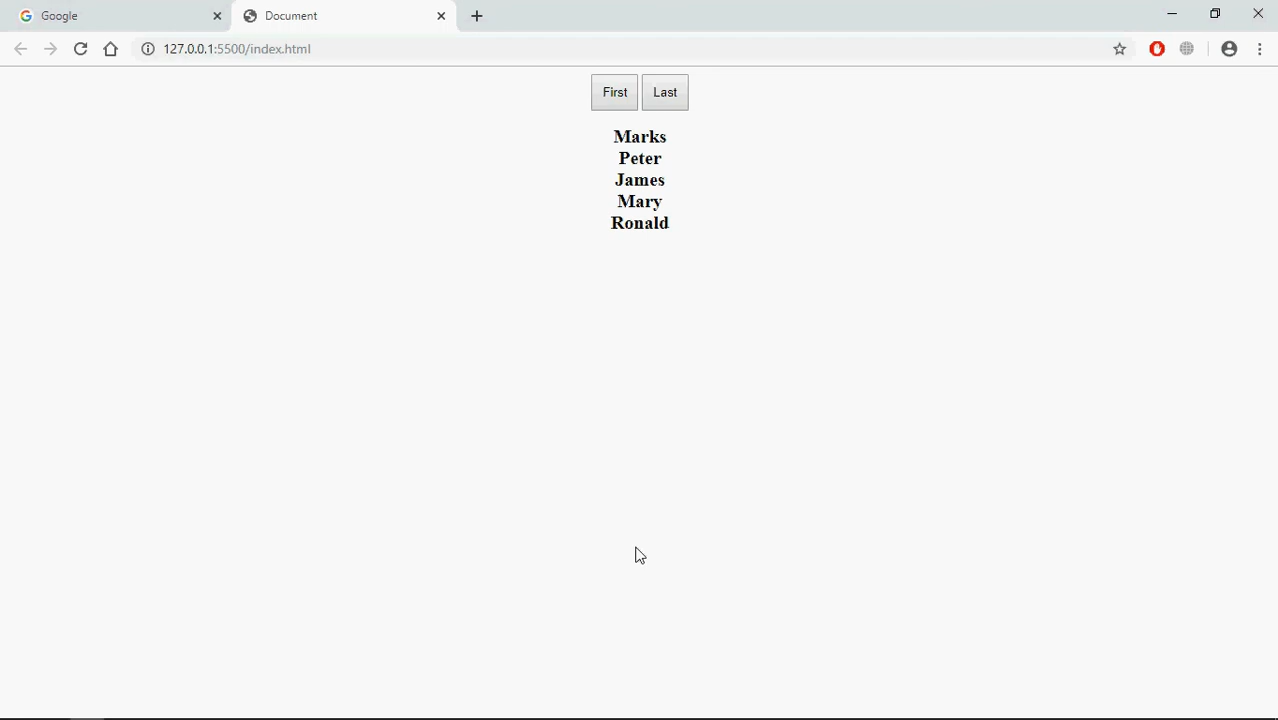 Google
Document
127.0.0.1:5500/index.html
First Last
Marks
Peter
James
Mary
Ronald